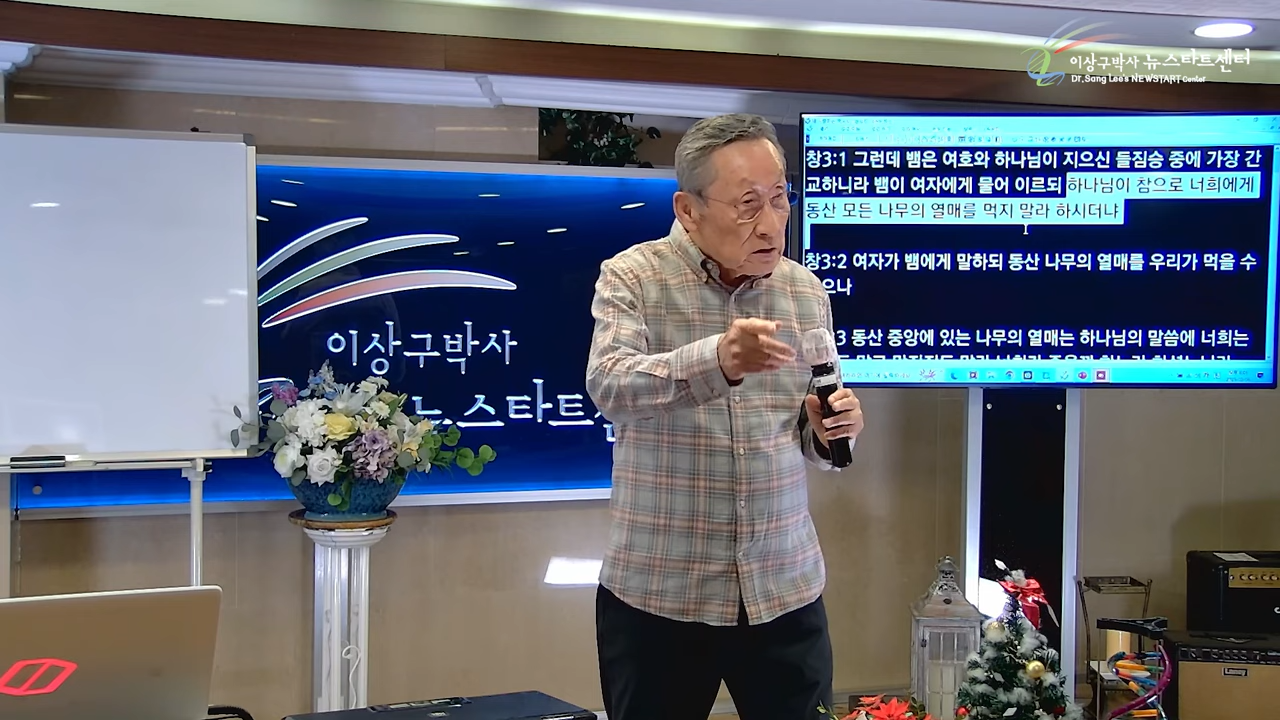 이상구박사 뉴스타트센터
Dr. Sang Lee's NEWSTART Center
창3:1 그런데 뱀은 여호와 하나님이 지으신 들짐승 중에 가장 간
교하니라 뱀이 여자에게 물어 이르되 하나님이 참으로 너희에게
동산 모든 나무의 열매를 먹지 말라 하시더냐
창3:2 여자가 뱀에게 말하되 동산 나무의 열매를 우리가 먹을 수
으나
3 동산 중앙에 있는 나무의 열매는 하나님의 말씀에 너희는
이상구박사
뉴스타트
Laney